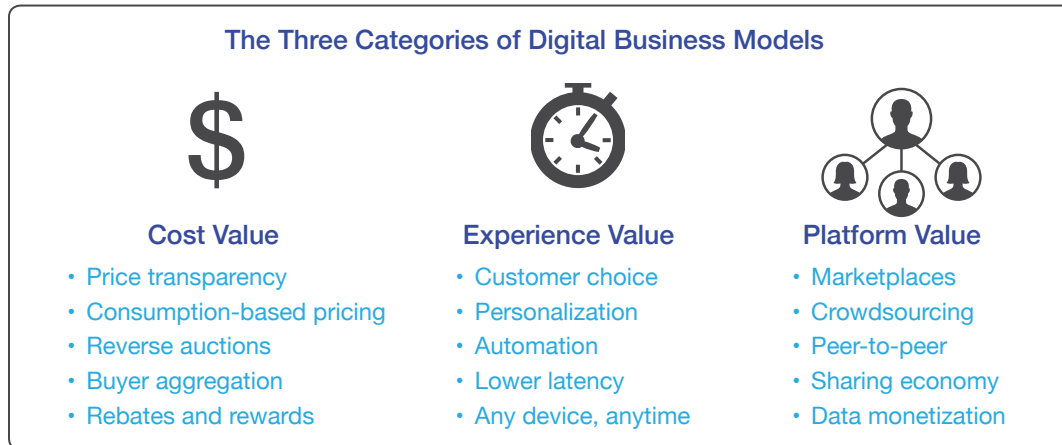 The Three Categories of Digital Business Models
$
Cost Value
• Price transparency
• Consumption-based pricing
• Reverse auctions
• Buyer aggregation
• Rebates and rewards
Experience Value
• Customer choice
• Personalization
• Automation
• Lower latency
• Any device, anytime
Platform Value
• Marketplaces
• Crowdsourcing
• Peer-to-peer
• Sharing economy
• Data monetization